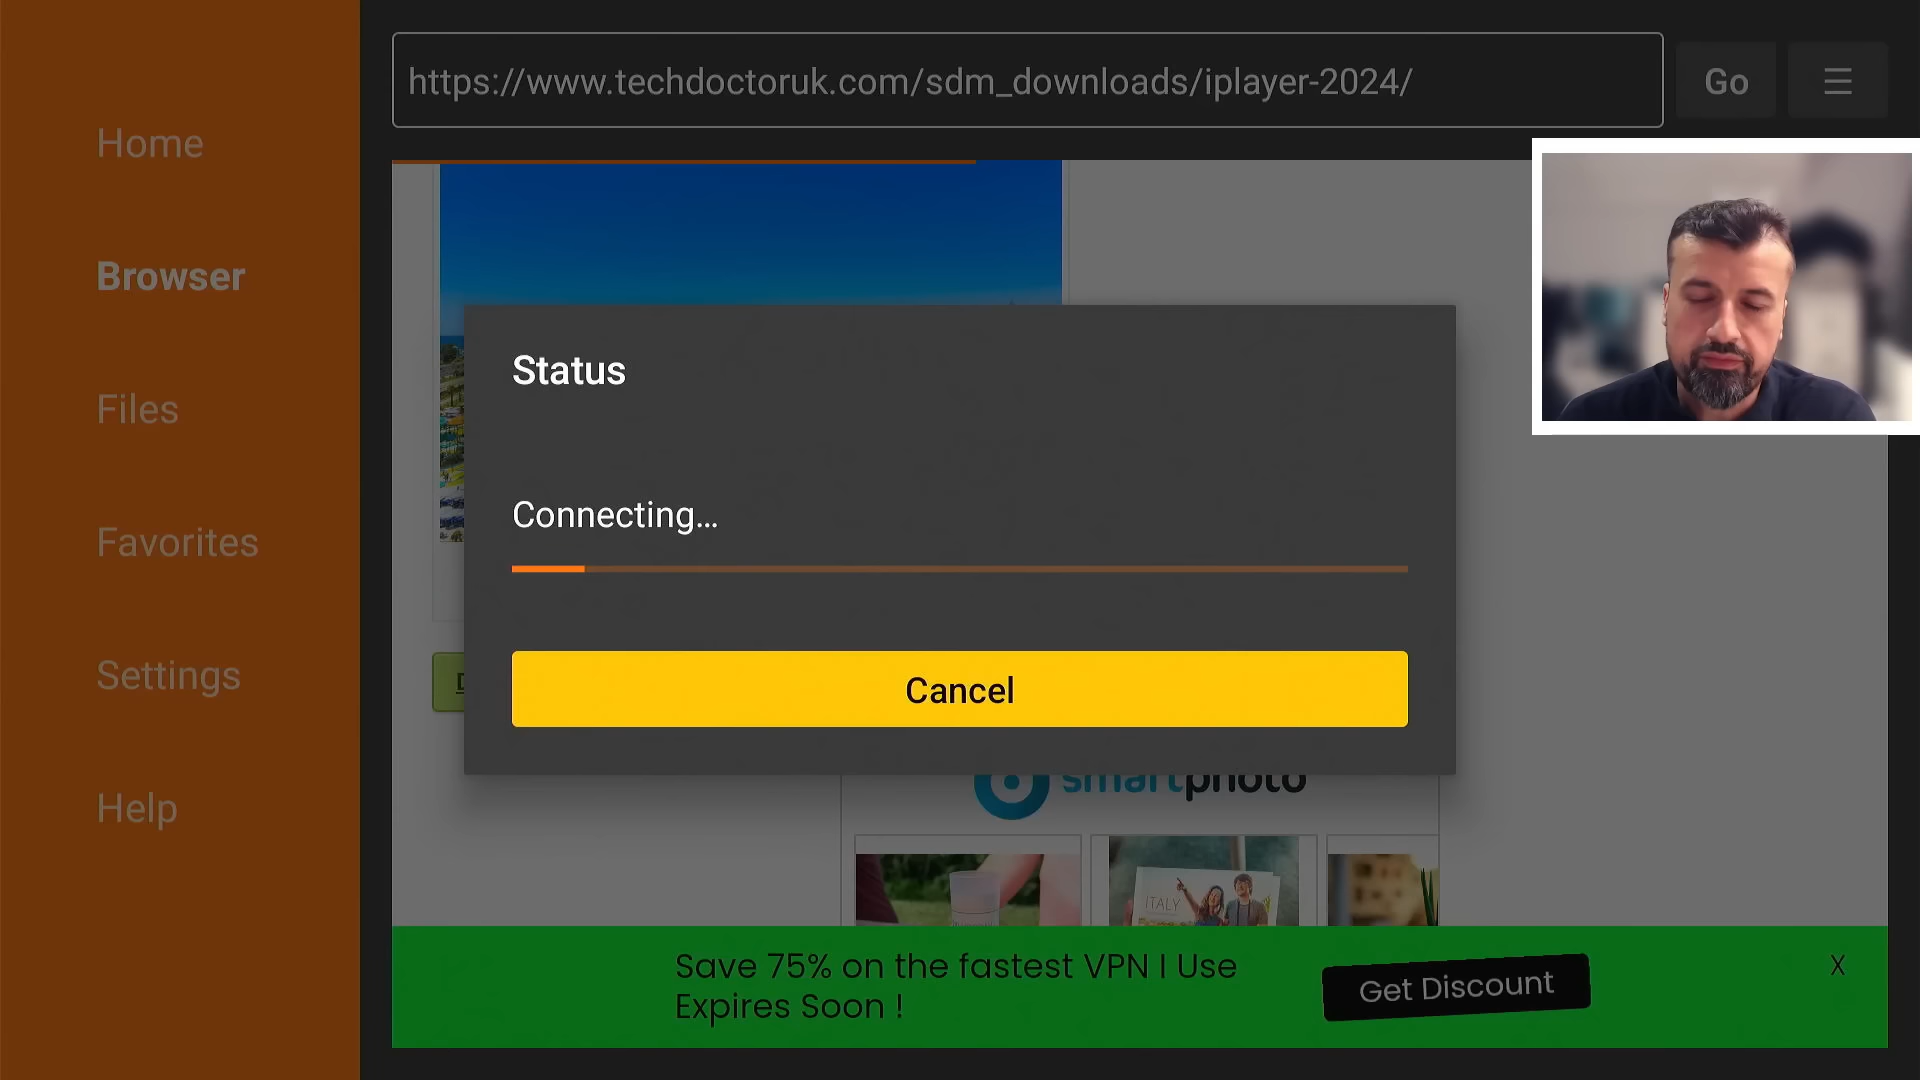 https://www.techdoctoruk.com/sdm_downloads/iplayer-2024/
Go
Home
Browser
Files
Favorites
Settings
Help
Status
Connecting...
Cancel
smartphoto
ITALY
Save 75% on the fastest VPN I Use
Expires Soon !
Get Discount
X